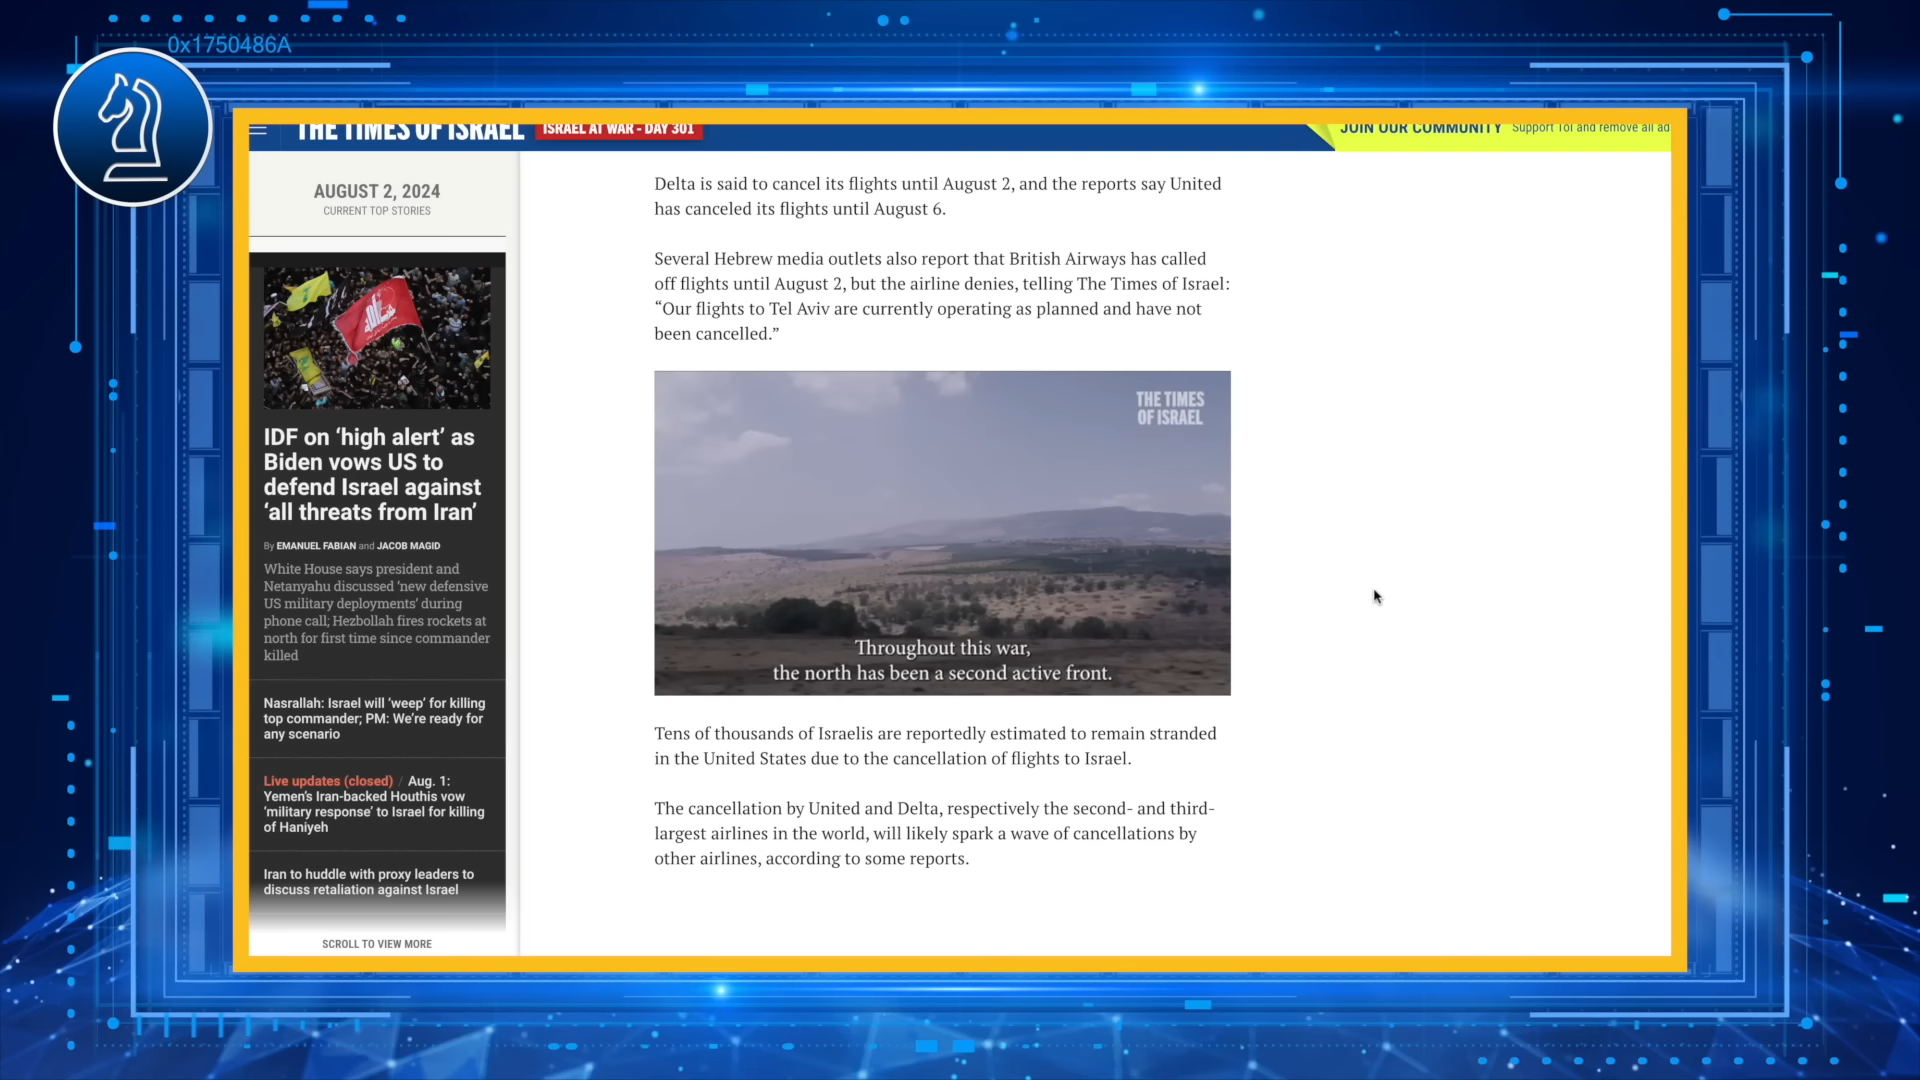 0x1750486A
THE TIMES OF ISRAEL
ISRAEL AT WAR - DAY 301
JOIN OUR COMMUNITY Support ToI and remove all ad
AUGUST 2, 2024
CURRENT TOP STORIES
IDF on ‘high alert’ as
Biden vows US to
defend Israel against
‘all threats from Iran’
By EMANUEL FABIAN and JACOB MAGID
White House says president and
Netanyahu discussed ‘new defensive
US military deployments’ during
phone call; Hezbollah fires rockets at
north for first time since commander
killed
Nasrallah: Israel will ‘weep’ for killing
top commander; PM: We’re ready for
any scenario
Live updates (closed) / Aug. 1:
Yemen’s Iran-backed Houthis vow
‘military response’ to Israel for killing
of Haniyeh
Iran to huddle with proxy leaders to
discuss retaliation against Israel
SCROLL TO VIEW MORE
Delta is said to cancel its flights until August 2, and the reports say United
has canceled its flights until August 6.
Several Hebrew media outlets also report that British Airways has called
off flights until August 2, but the airline denies, telling The Times of Israel:
“Our flights to Tel Aviv are currently operating as planned and have not
been cancelled.”
THE TIMES
OF ISRAEL
Throughout this war,
the north has been a second active front.
Tens of thousands of Israelis are reportedly estimated to remain stranded
in the United States due to the cancellation of flights to Israel.
The cancellation by United and Delta, respectively the second- and third-
largest airlines in the world, will likely spark a wave of cancellations by
other airlines, according to some reports.